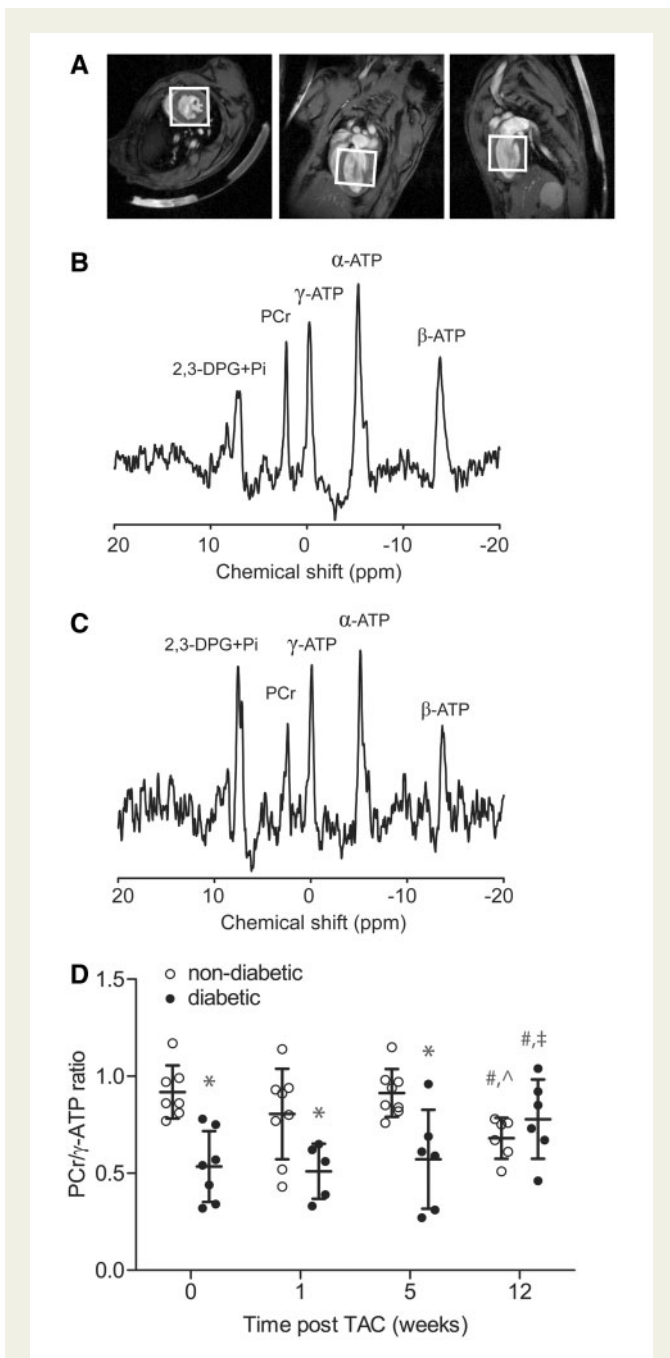 A
B
α-ATP
γ-ATP
PCr
β-ATP
2,3-DPG+Pi
20 10 0 -10 -20
Chemical shift (ppm)
C
α-ATP
2,3-DPG+Pi γ-ATP
PCr
β-ATP
20 10 0 -10 -20
Chemical shift (ppm)
D
1.5
○ non-diabetic
● diabetic
#,‡
* * #,^
1.0
*
0.5
0.0
PCr/γ-ATP ratio
0 1 5 12
Time post TAC (weeks)